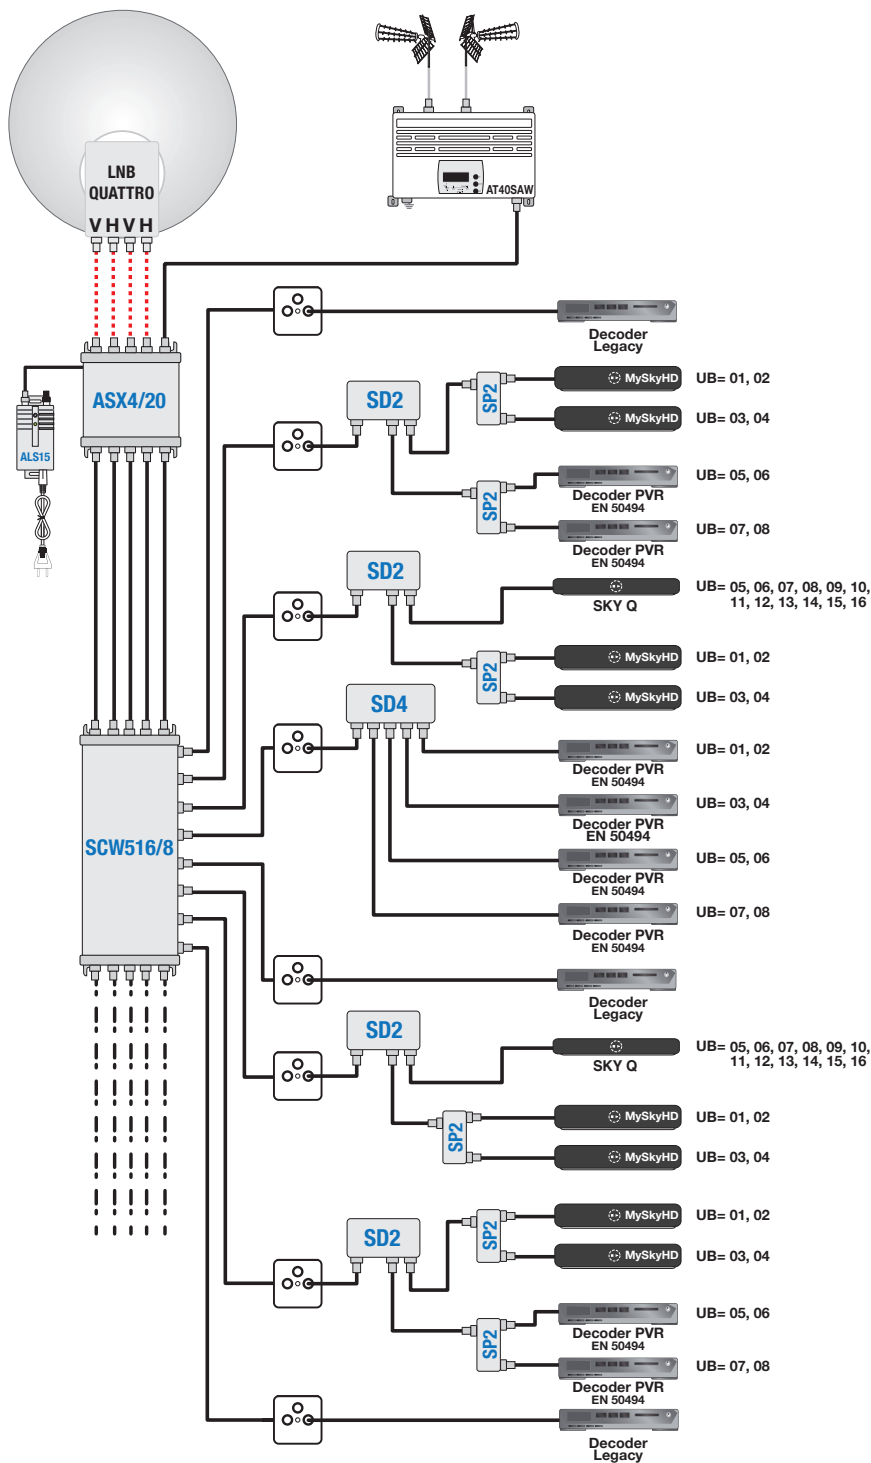 LNB
QUATTRO
V H V H
AT40SAW
Decoder
Legacy
ASX4/20
ALS15
SD2
SP2
MySkyHD
UB= 01, 02
MySkyHD
UB= 03, 04
SP2
UB= 05, 06
Decoder PVR
EN 50494
UB= 07, 08
Decoder PVR
EN 50494
SD2
UB= 05, 06, 07, 08, 09, 10,
11, 12, 13, 14, 15, 16
SKY Q
SP2
MySkyHD
UB= 01, 02
MySkyHD
UB= 03, 04
SD4
UB= 01, 02
Decoder PVR
EN 50494
UB= 03, 04
Decoder PVR
EN 50494
SCW516/8
UB= 05, 06
Decoder PVR
EN 50494
UB= 07, 08
Decoder PVR
EN 50494
Decoder
Legacy
SD2
UB= 05, 06, 07, 08, 09, 10,
11, 12, 13, 14, 15, 16
SKY Q
SP2
MySkyHD
UB= 01, 02
MySkyHD
UB= 03, 04
SD2
SP2
MySkyHD
UB= 01, 02
MySkyHD
UB= 03, 04
SP2
UB= 05, 06
Decoder PVR
EN 50494
UB= 07, 08
Decoder PVR
EN 50494
Decoder
Legacy